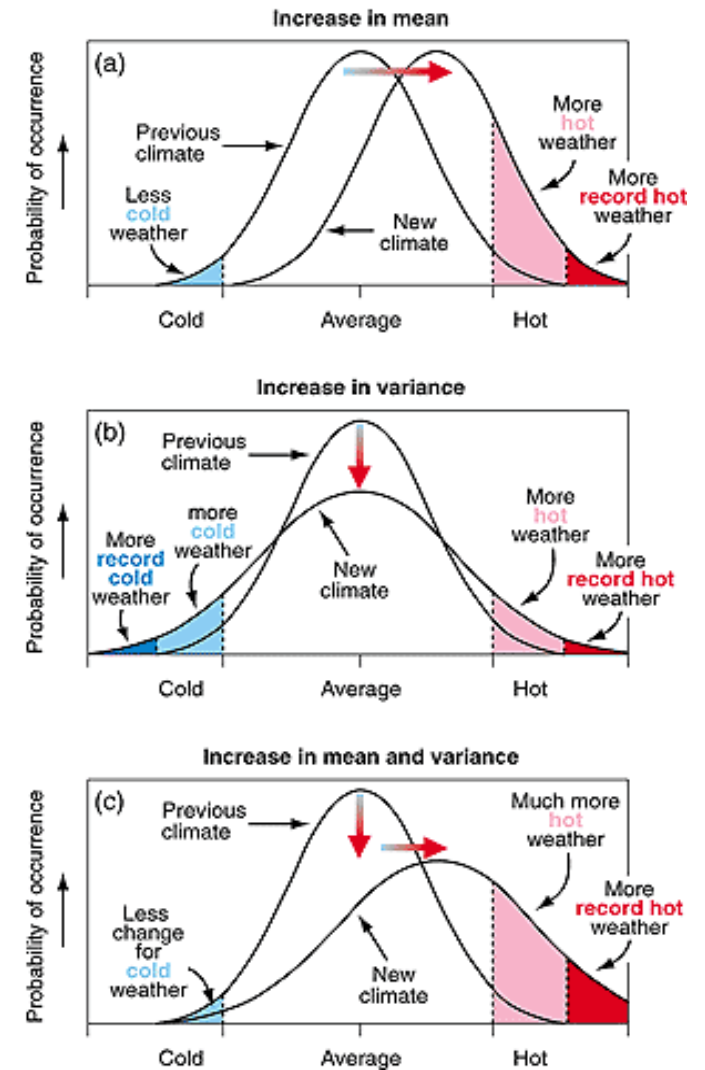 Increase in mean
(a)
Probability of occurrence
Previous
climate
Less
cold
weather
New
climate
More
hot
weather
More
record hot
weather
Cold
Average
Hot
Increase in variance
(b)
Probability of occurrence
Previous
climate
more
cold
weather
More
record
cold
weather
New
climate
More
hot
weather
More
record hot
weather
Cold
Average
Hot
Increase in mean and variance
(c)
Probability of occurrence
Previous
climate
Less
change
for
cold
weather
New
climate
Much more
hot
weather
More
record hot
weather
Cold
Average
Hot